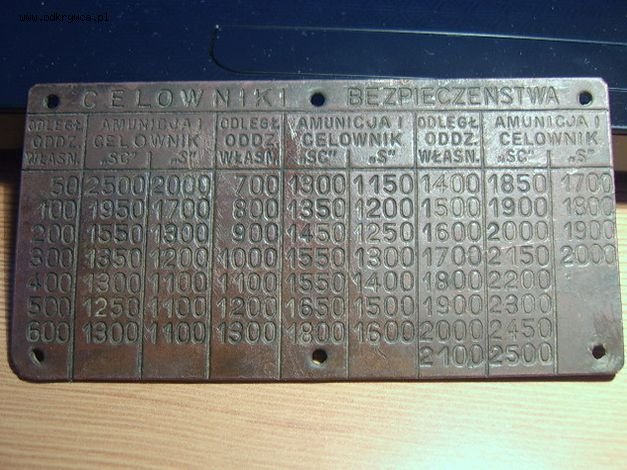 www.odkrywca.pl
CELOWNIKI BEZPIECZEŃSTWA
ODLEGŁ. AMUNICJA I ODLEGŁ. AMUNICJA I ODLEGŁ. AMUNICJA I
ODDZ. CELOWNIK ODDZ. CELOWNIK ODDZ. CELOWNIK
WŁASN. „SC" „S" WŁASN. „SC" „S" WŁASN. „SC" „S"
50 2500 2000 700 1300 1150 1400 1850 1700
100 1950 1700 800 1350 1200 1500 1900 1800
200 1550 1300 900 1450 1250 1600 2000 1900
300 1350 1200 1000 1550 1300 1700 2150 2000
400 1300 1100 1100 1550 1400 1800 2200
500 1250 1100 1200 1650 1500 1900 2300
600 1300 1100 1300 1800 1600 2000 2450
2100 2500